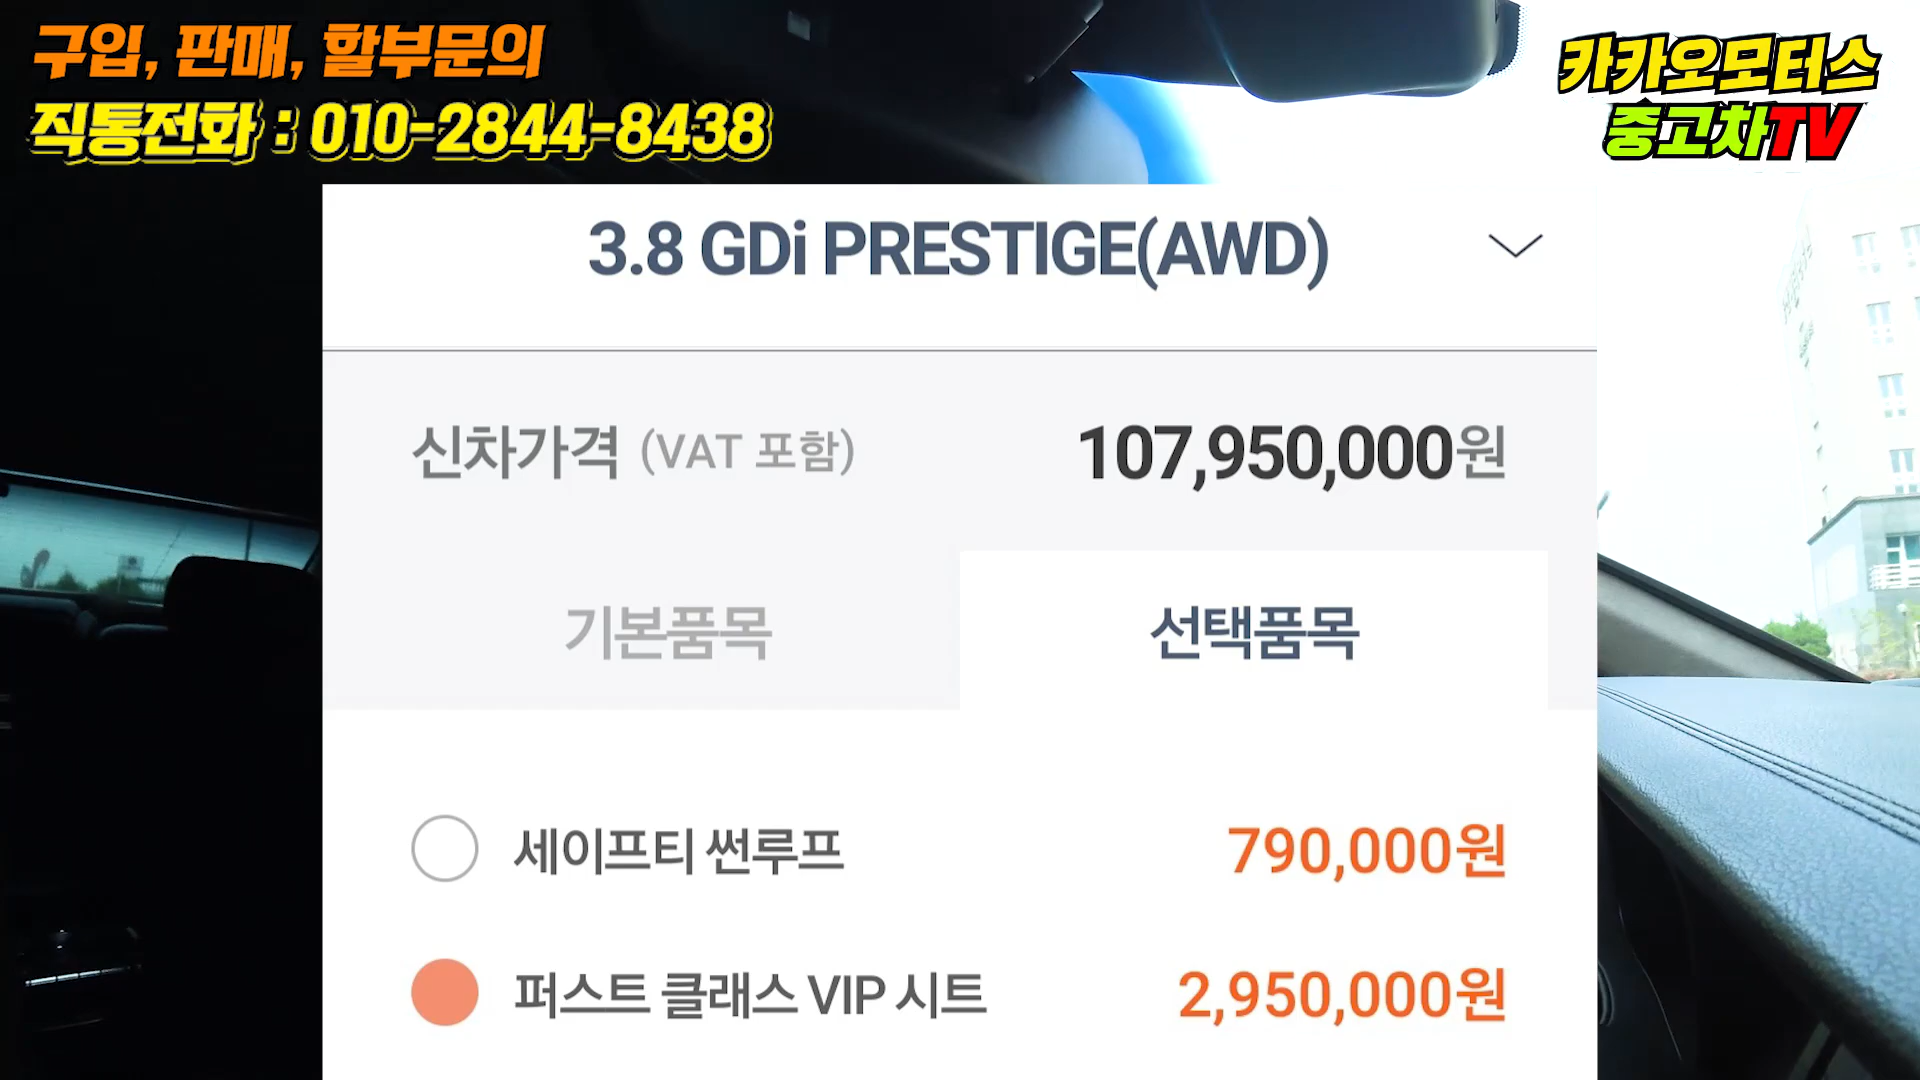 구입, 판매, 할부문의
직통전화 : 010-2844-8438
카카오모터스
중고차TV
3.8 GDi PRESTIGE(AWD)
신차가격 (VAT 포함) 107,950,000원
기본품목 선택품목
세이프티 썬루프 790,000원
퍼스트 클래스 VIP 시트 2,950,000원